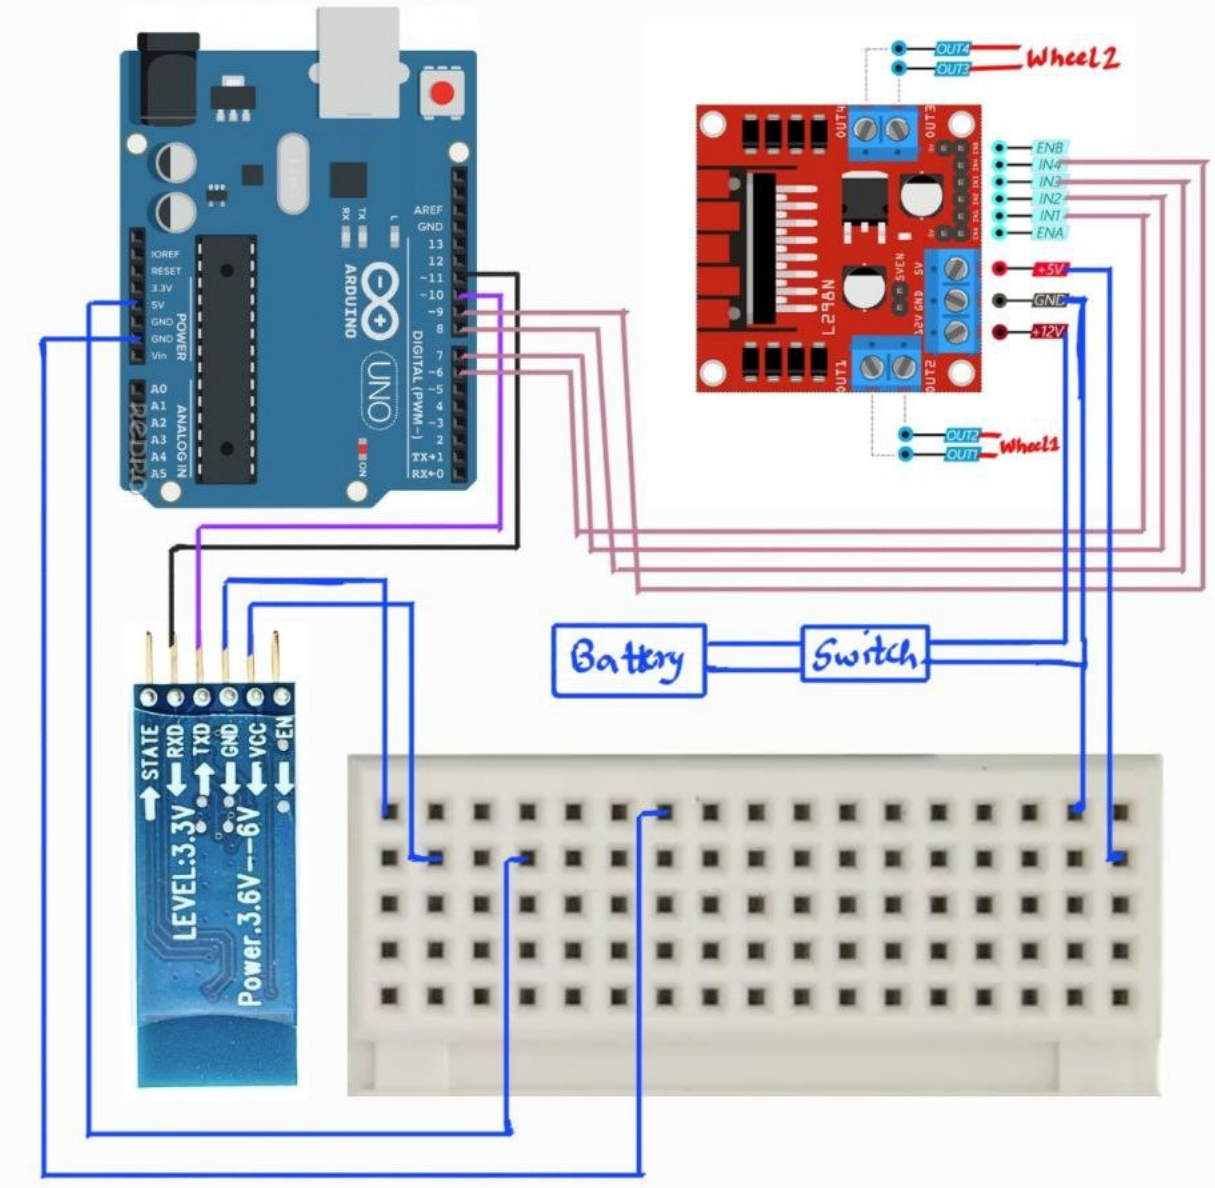 AREF
GND
13
12
~11
~10
~9
8
7
~6
~5
4
~3
2
TX→1
RX←0
DIGITAL (PWM~)
IOREF
RESET
3.3V
5V
GND
GND
Vin
POWER
A0
A1
A2
A3
A4
A5
ANALOG IN
RX
TX
L
ARDUINO
UNO
ON
OUT4
OUT3
Wheel2
OUT4
OUT3
ENB
IN4
IN3
IN2
IN1
ENA
+5V
GND
+12V
5VEN
5V
GND
12V
L298N
OUT1
OUT2
OUT2
OUT1
Wheel1
Battery
Switch
STATE
RXD
TXD
GND
VCC
EN
LEVEL:3.3V
Power.3.6V--6V